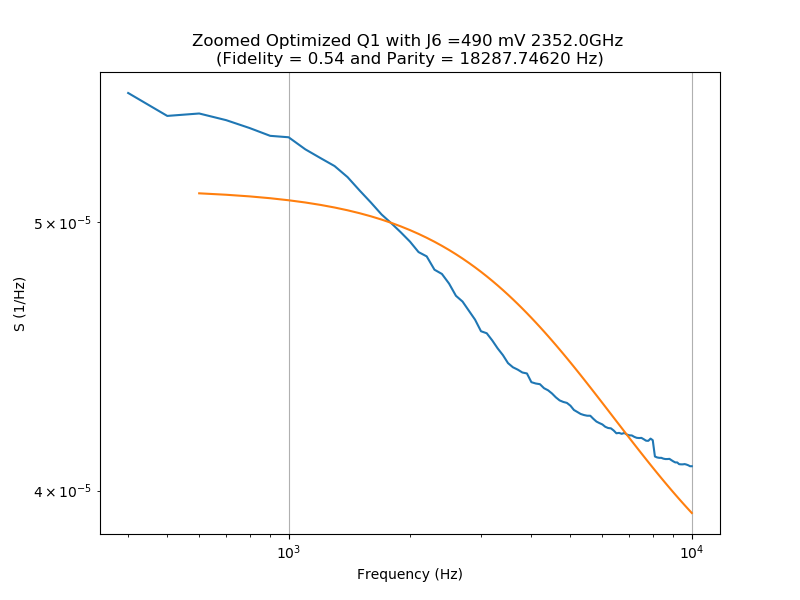 Zoomed Optimized Q1 with J6 =490 mV 2352.0GHz
(Fidelity = 0.54 and Parity = 18287.74620 Hz)
S (1/Hz)
5 × 10⁻⁵
4 × 10⁻⁵
10³
10⁴
Frequency (Hz)